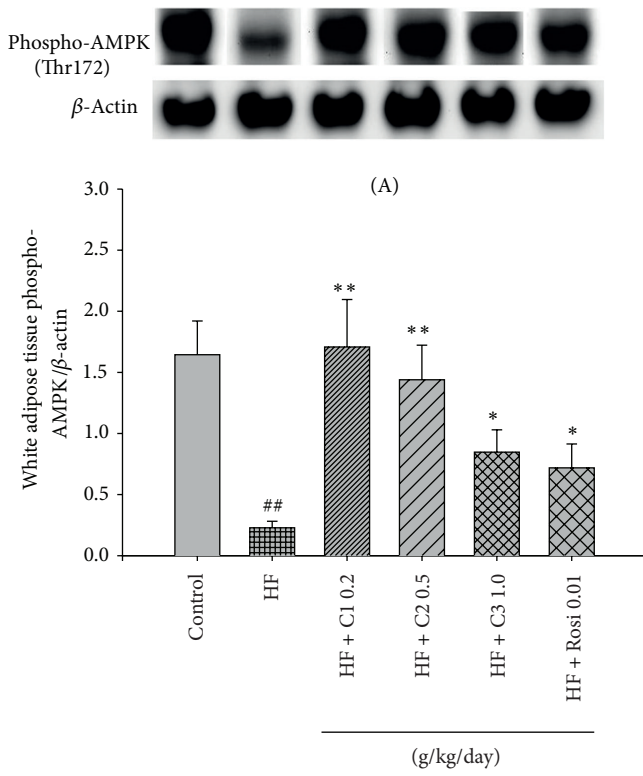 Phospho-AMPK
(Thr172)
β-Actin
(A)
White adipose tissue phospho-
AMPK/β-actin
3.0
2.5
2.0
1.5
1.0
0.5
0.0
##
**
**
*
*
Control
HF
HF + C1 0.2
HF + C2 0.5
HF + C3 1.0
HF + Rosi 0.01
(g/kg/day)